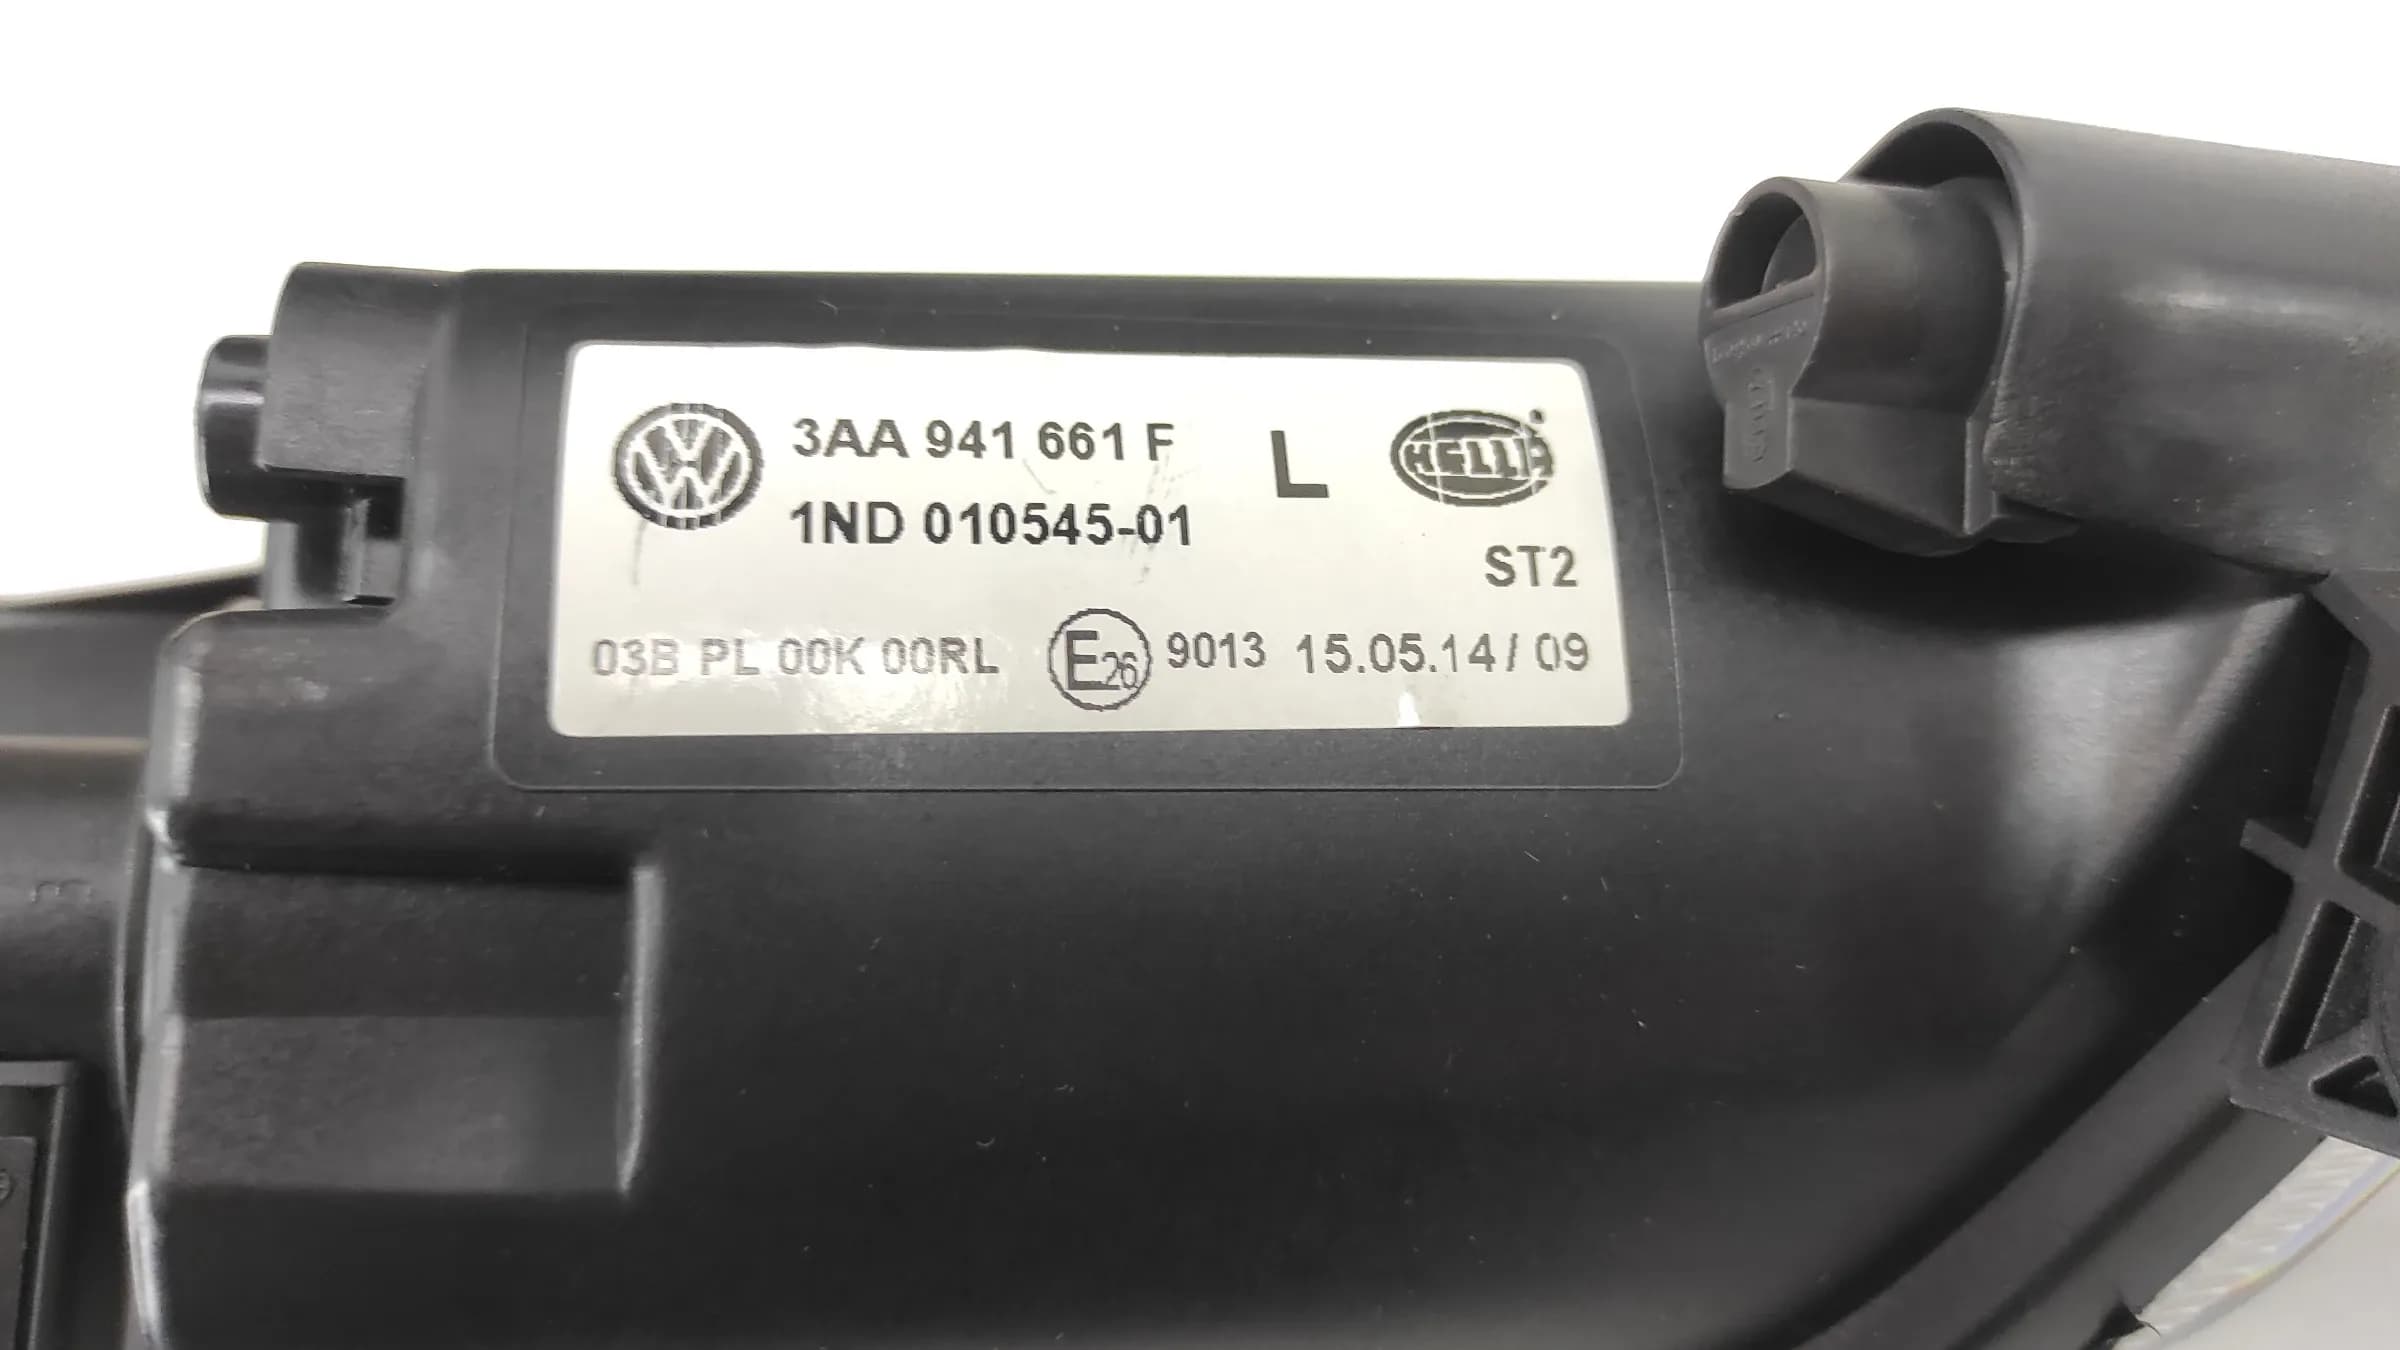 3AA 941 661 F
L
HELLA
1ND 010545-01
ST2
03B PL 00K 00RL E26 9013 15.05.14/ 09